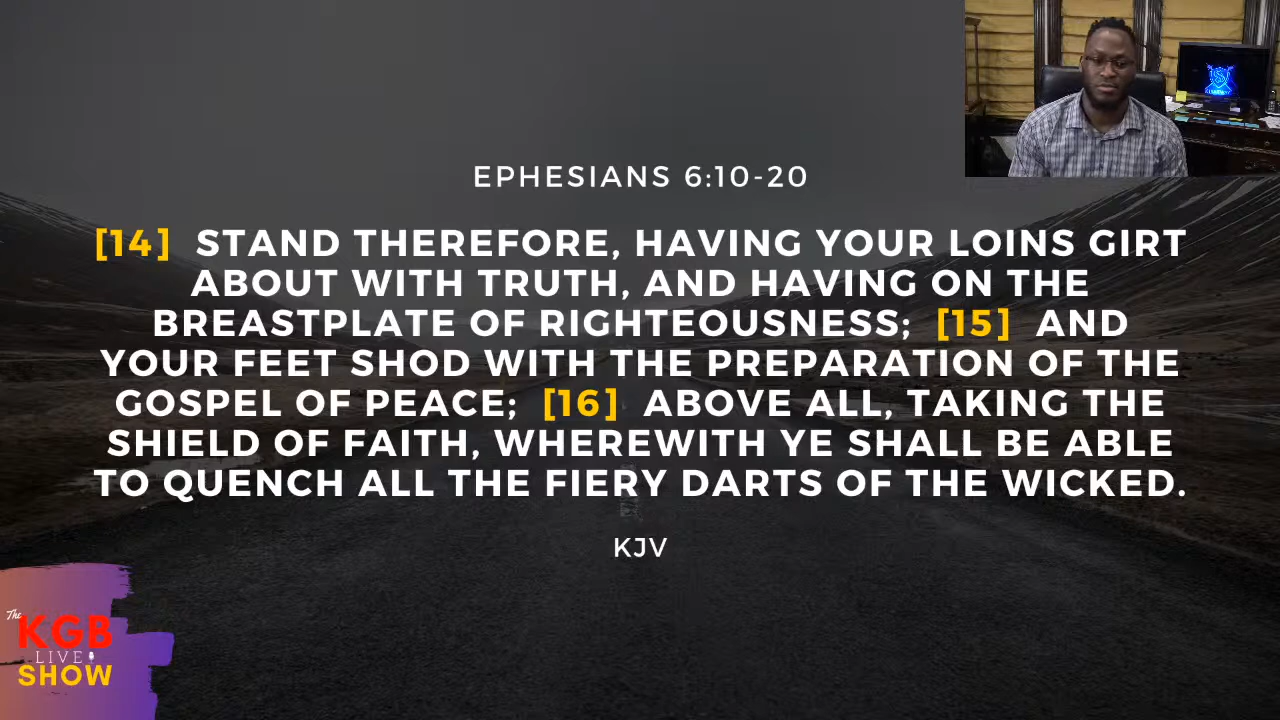 EPHESIANS 6:10-20
[14] STAND THEREFORE, HAVING YOUR LOINS GIRT
ABOUT WITH TRUTH, AND HAVING ON THE
BREASTPLATE OF RIGHTEOUSNESS; [15] AND
YOUR FEET SHOD WITH THE PREPARATION OF THE
GOSPEL OF PEACE; [16] ABOVE ALL, TAKING THE
SHIELD OF FAITH, WHEREWITH YE SHALL BE ABLE
TO QUENCH ALL THE FIERY DARTS OF THE WICKED.
KJV
The
KGB
LIVE
SHOW